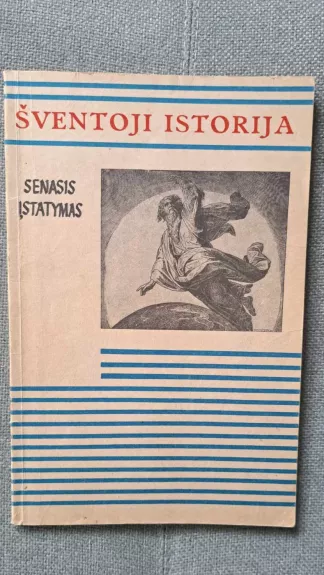 ŠVENTOJI ISTORIJA
SENASIS
ĮSTATYMAS